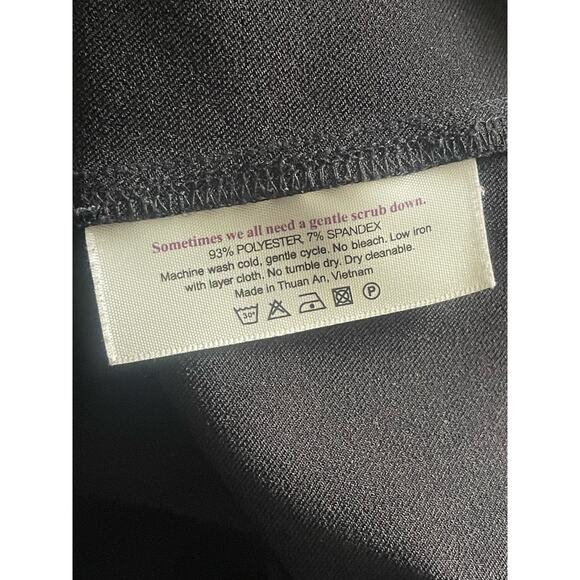 Sometimes we all need a gentle scrub down.
93% POLYESTER, 7% SPANDEX
Machine wash cold, gentle cycle. No bleach. Low iron
with layer cloth. No tumble dry. Dry cleanable.
Made in Thuan An, Vietnam
30° P